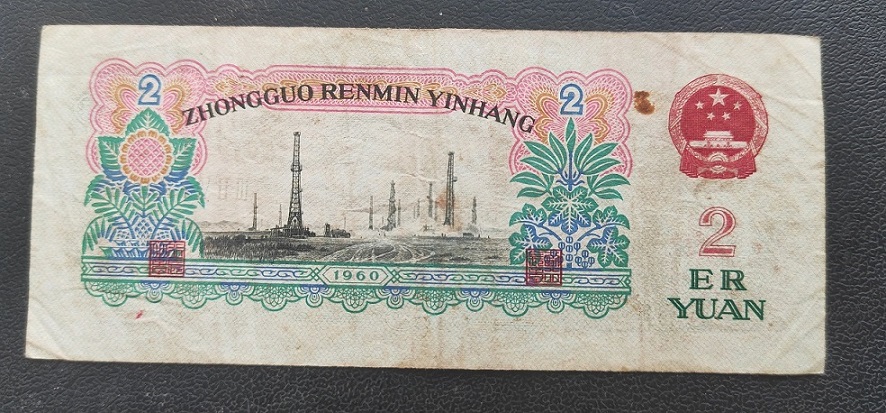 2
2
ZHONGGUO RENMIN YINHANG
1960
2
ER
YUAN